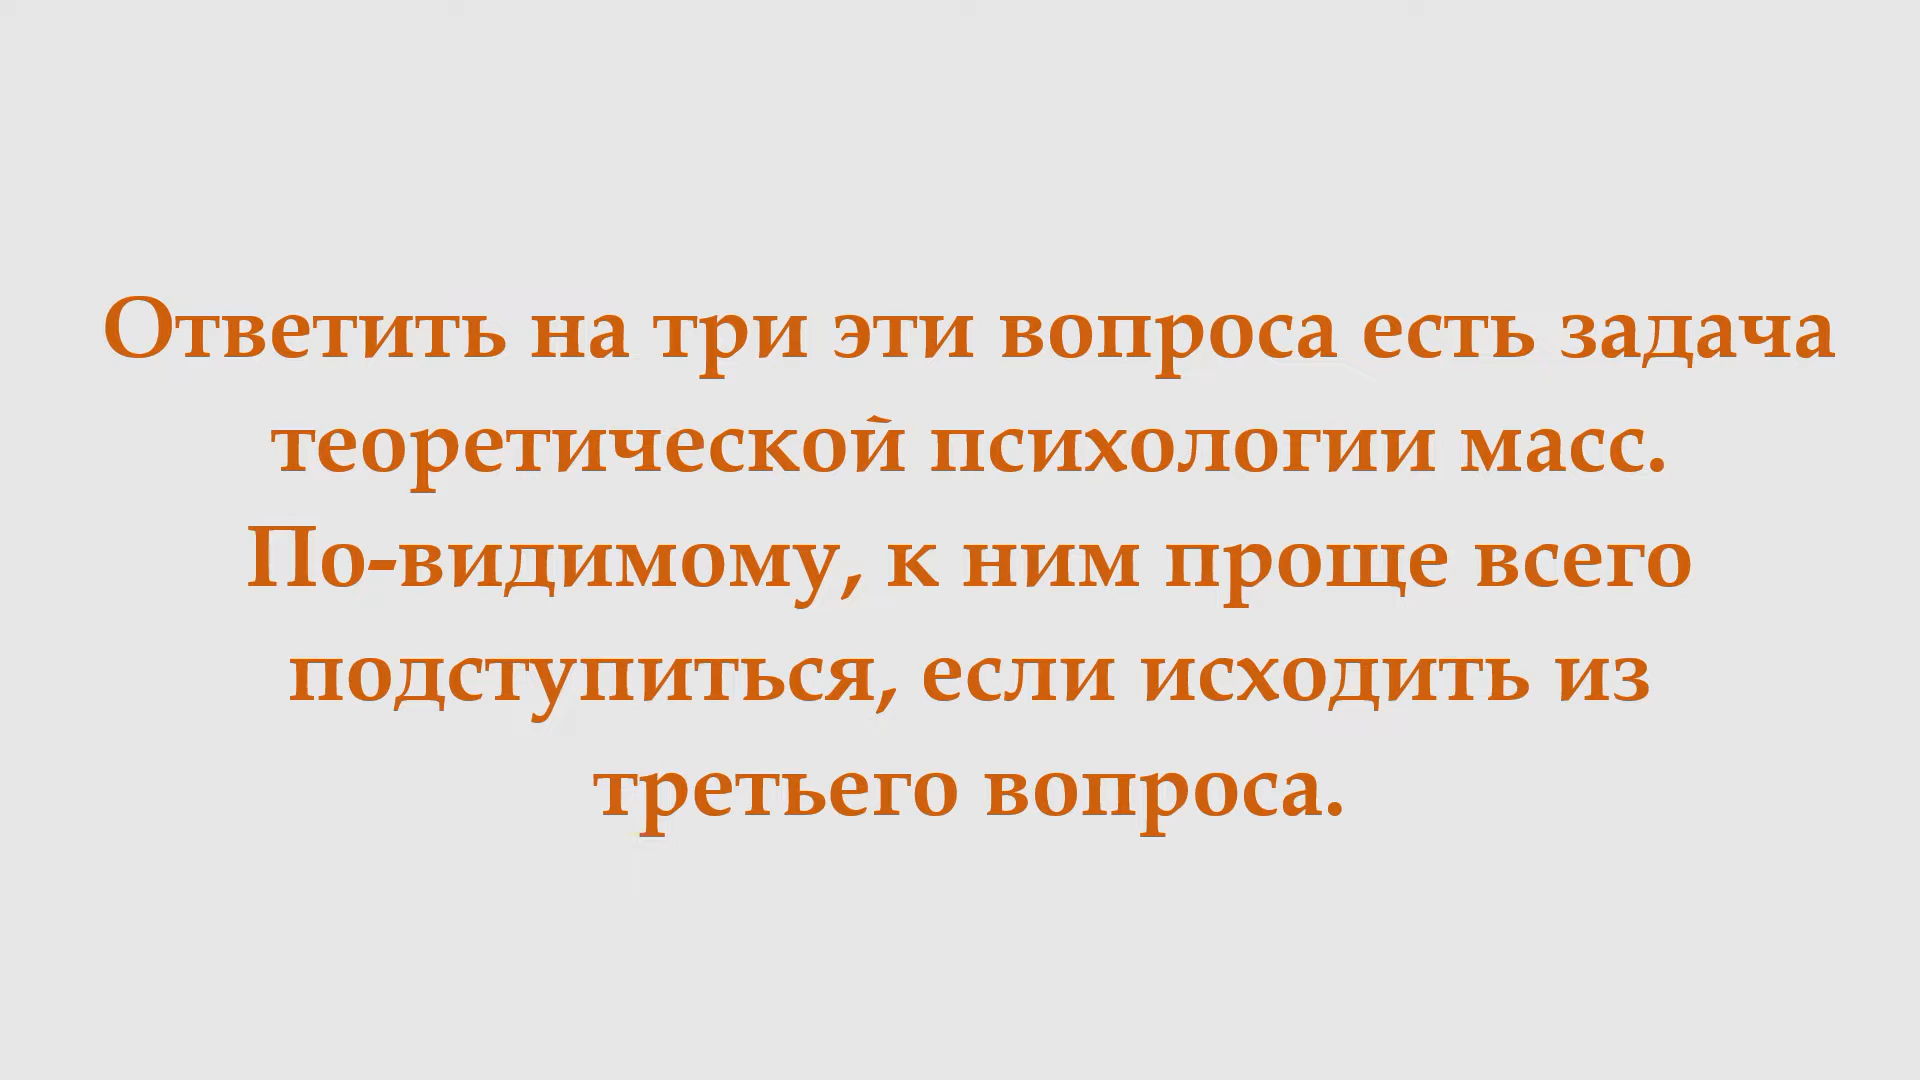 Ответить на три эти вопроса есть задача
теоретической психологии масс.
По-видимому, к ним проще всего
подступиться, если исходить из
третьего вопроса.